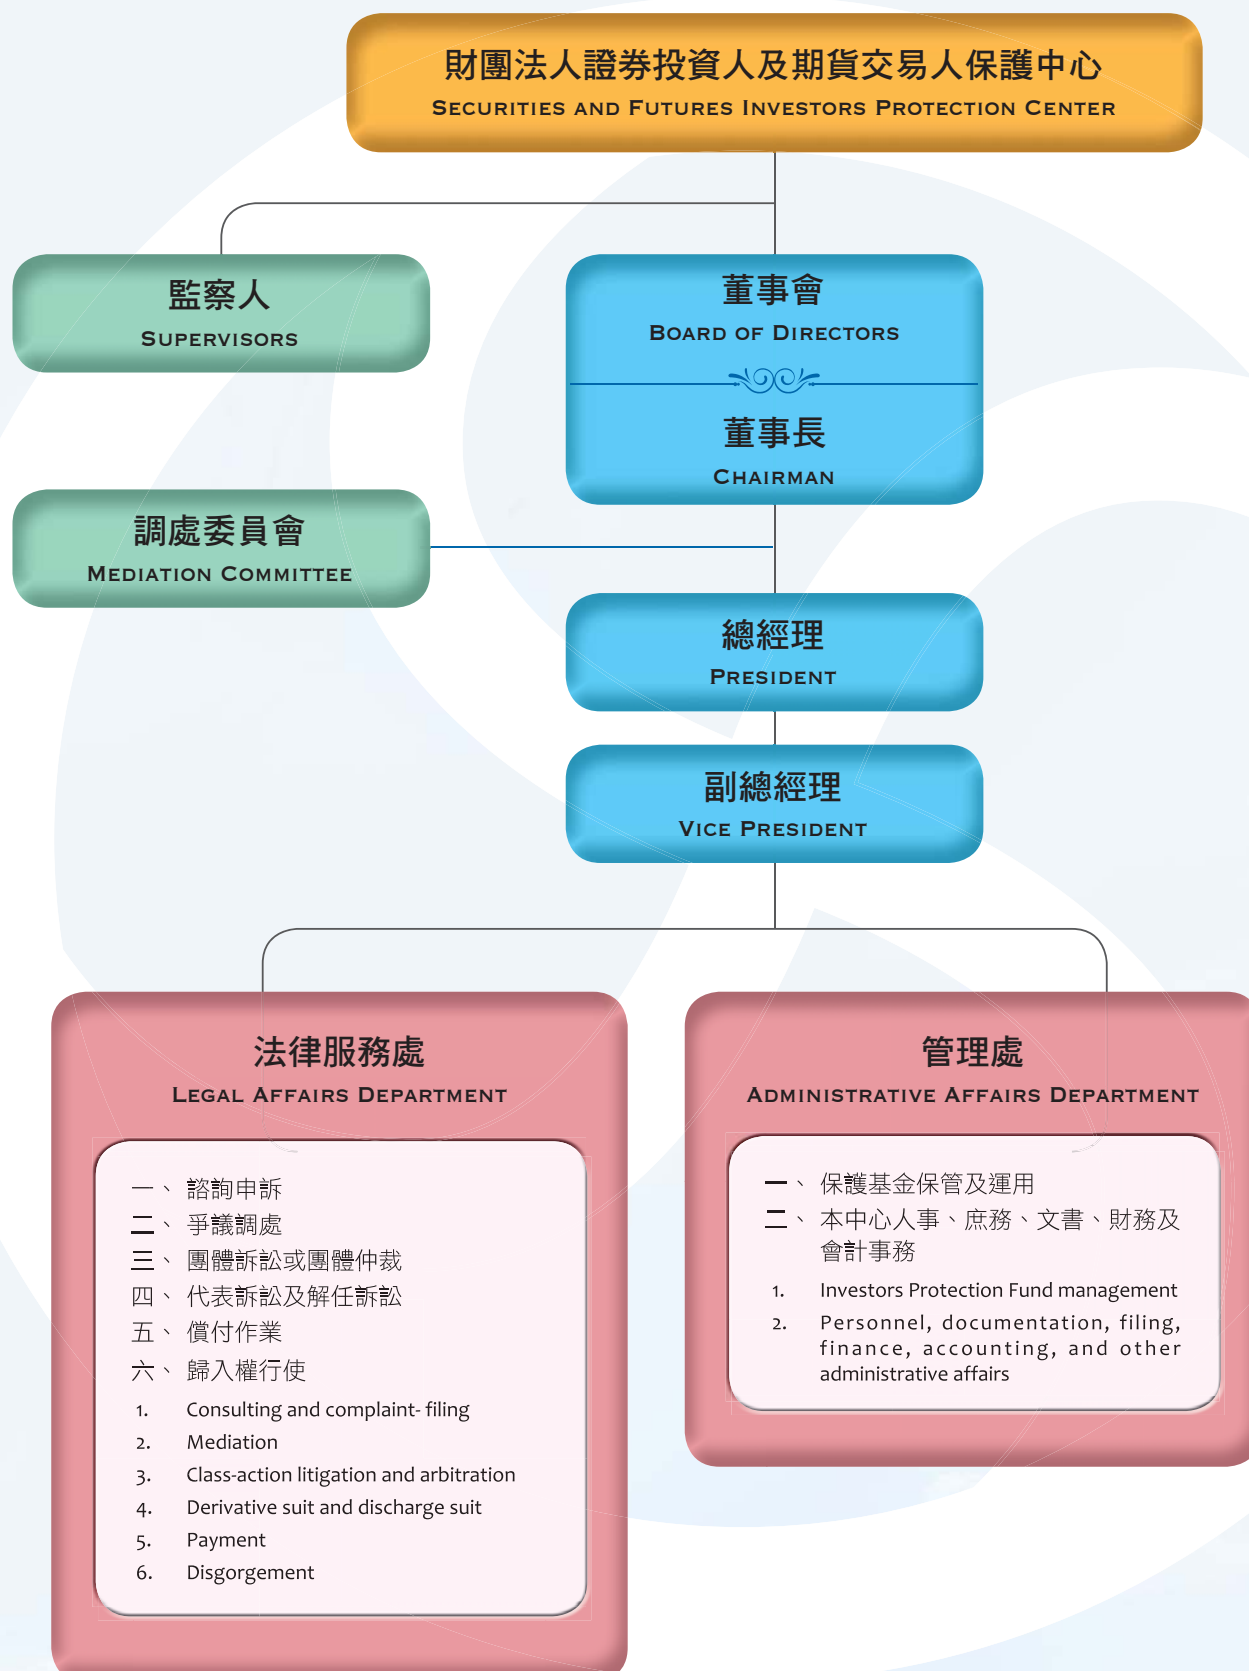 財團法人證券投資人及期貨交易人保護中心
SECURITIES AND FUTURES INVESTORS PROTECTION CENTER
監察人
SUPERVISORS
董事會
BOARD OF DIRECTORS
董事長
CHAIRMAN
調處委員會
MEDIATION COMMITTEE
總經理
PRESIDENT
副總經理
VICE PRESIDENT
法律服務處
LEGAL AFFAIRS DEPARTMENT
一、 諮詢申訴
二、 爭議調處
三、 團體訴訟或團體仲裁
四、 代表訴訟及解任訴訟
五、 償付作業
六、 歸入權行使
1. Consulting and complaint- filing
2. Mediation
3. Class-action litigation and arbitration
4. Derivative suit and discharge suit
5. Payment
6. Disgorgement
管理處
ADMINISTRATIVE AFFAIRS DEPARTMENT
一、 保護基金保管及運用
二、 本中心人事、庶務、文書、財務及
會計事務
1. Investors Protection Fund management
2. Personnel, documentation, filing,
finance, accounting, and other
administrative affairs